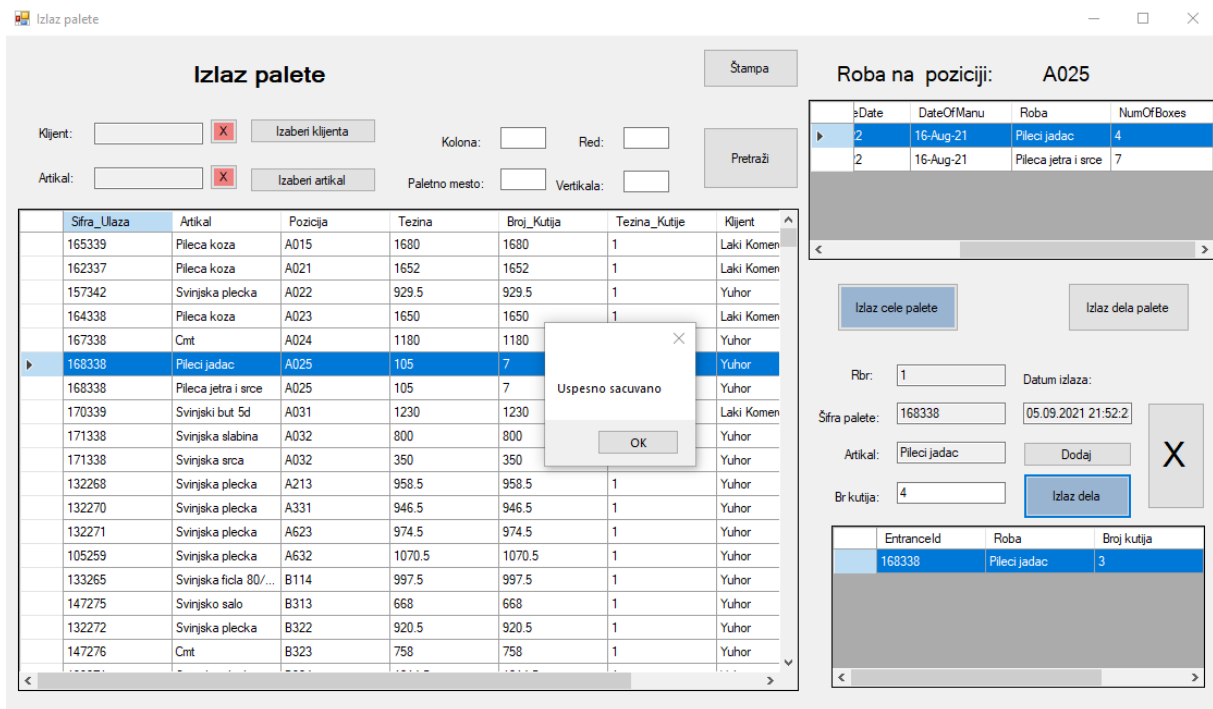 Izlaz palete
Izlaz palete
Štampa
Klijent:
X
Izaberi klijenta
Kolona:
Red:
Pretraži
Artikal:
X
Izaberi artikal
Paletno mesto:
Vertikala:
Sifra_Ulaza Artikal Pozicija Tezina Broj_Kutija Tezina_Kutije Klijent
165339 Pileca koza A015 1680 1680 1 Laki Komen
162337 Pileca koza A021 1652 1652 1 Laki Komen
157342 Svinjska plecka A022 929.5 929.5 1 Yuhor
164338 Pileca koza A023 1650 1650 1 Laki Komen
167338 Cmt A024 1180 1180 Yuhor
168338 Pileci jadac A025 105 7 Yuhor
168338 Pileca jetra i srce A025 105 7 Yuhor
170339 Svinjski but 5d A031 1230 1230 Laki Komen
171338 Svinjska slabina A032 800 800 Yuhor
171338 Svinjska srca A032 350 350 Yuhor
132268 Svinjska plecka A213 958.5 958.5 1 Yuhor
132270 Svinjska plecka A331 946.5 946.5 1 Yuhor
132271 Svinjska plecka A623 974.5 974.5 1 Yuhor
105259 Svinjska plecka A632 1070.5 1070.5 1 Yuhor
133265 Svinjska ficla 80/... B114 997.5 997.5 1 Yuhor
147275 Svinjsko salo B313 668 668 1 Yuhor
132272 Svinjska plecka B322 920.5 920.5 1 Yuhor
147276 Cmt B323 758 758 1 Yuhor
Uspesno sacuvano
OK
Roba na poziciji: A025
eDate DateOfManu Roba NumOfBoxes
2 16-Aug-21 Pileci jadac 4
2 16-Aug-21 Pileca jetra i srce 7
Izlaz cele palete
Izlaz dela palete
Rbr: 1
Datum izlaza:
Šifra palete: 168338
05.09.2021 21:52:2
Artikal: Pileci jadac
Dodaj
X
Br kutija: 4
Izlaz dela
EntranceId Roba Broj kutija
168338 Pileci jadac 3